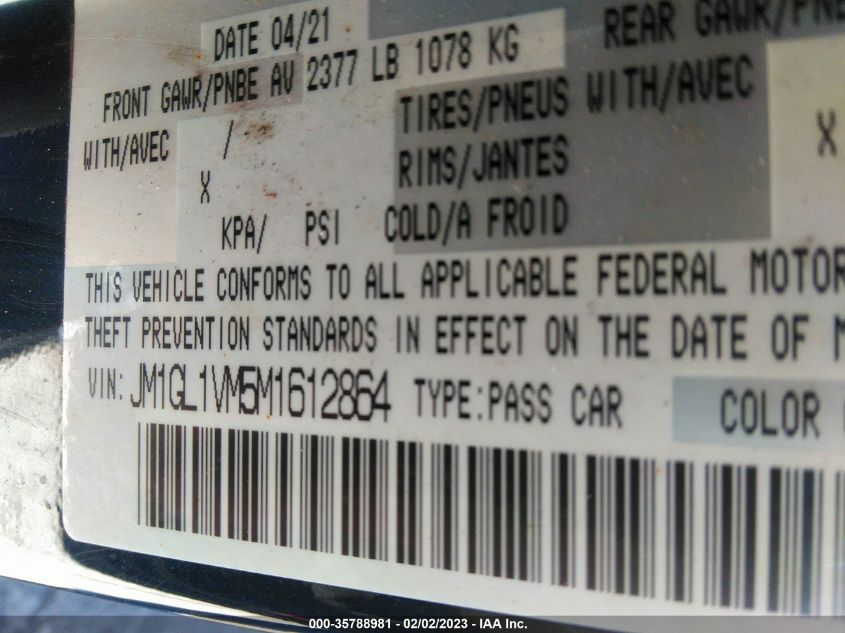 DATE 04/21
FRONT GAWR/PNBE AV 2377 LB 1078 KG REAR GAWR/PNBE
WITH/AVEC / TIRES/PNEUS WITH/AVEC
X RIMS/JANTES X
KPA/ PSI COLD/A FROID
THIS VEHICLE CONFORMS TO ALL APPLICABLE FEDERAL MOTOR
THEFT PREVENTION STANDARDS IN EFFECT ON THE DATE OF M
VIN: JM1GL1VM5M1612864 TYPE:PASS CAR COLOR
000-35788981 - 02/02/2023 - IAA Inc.